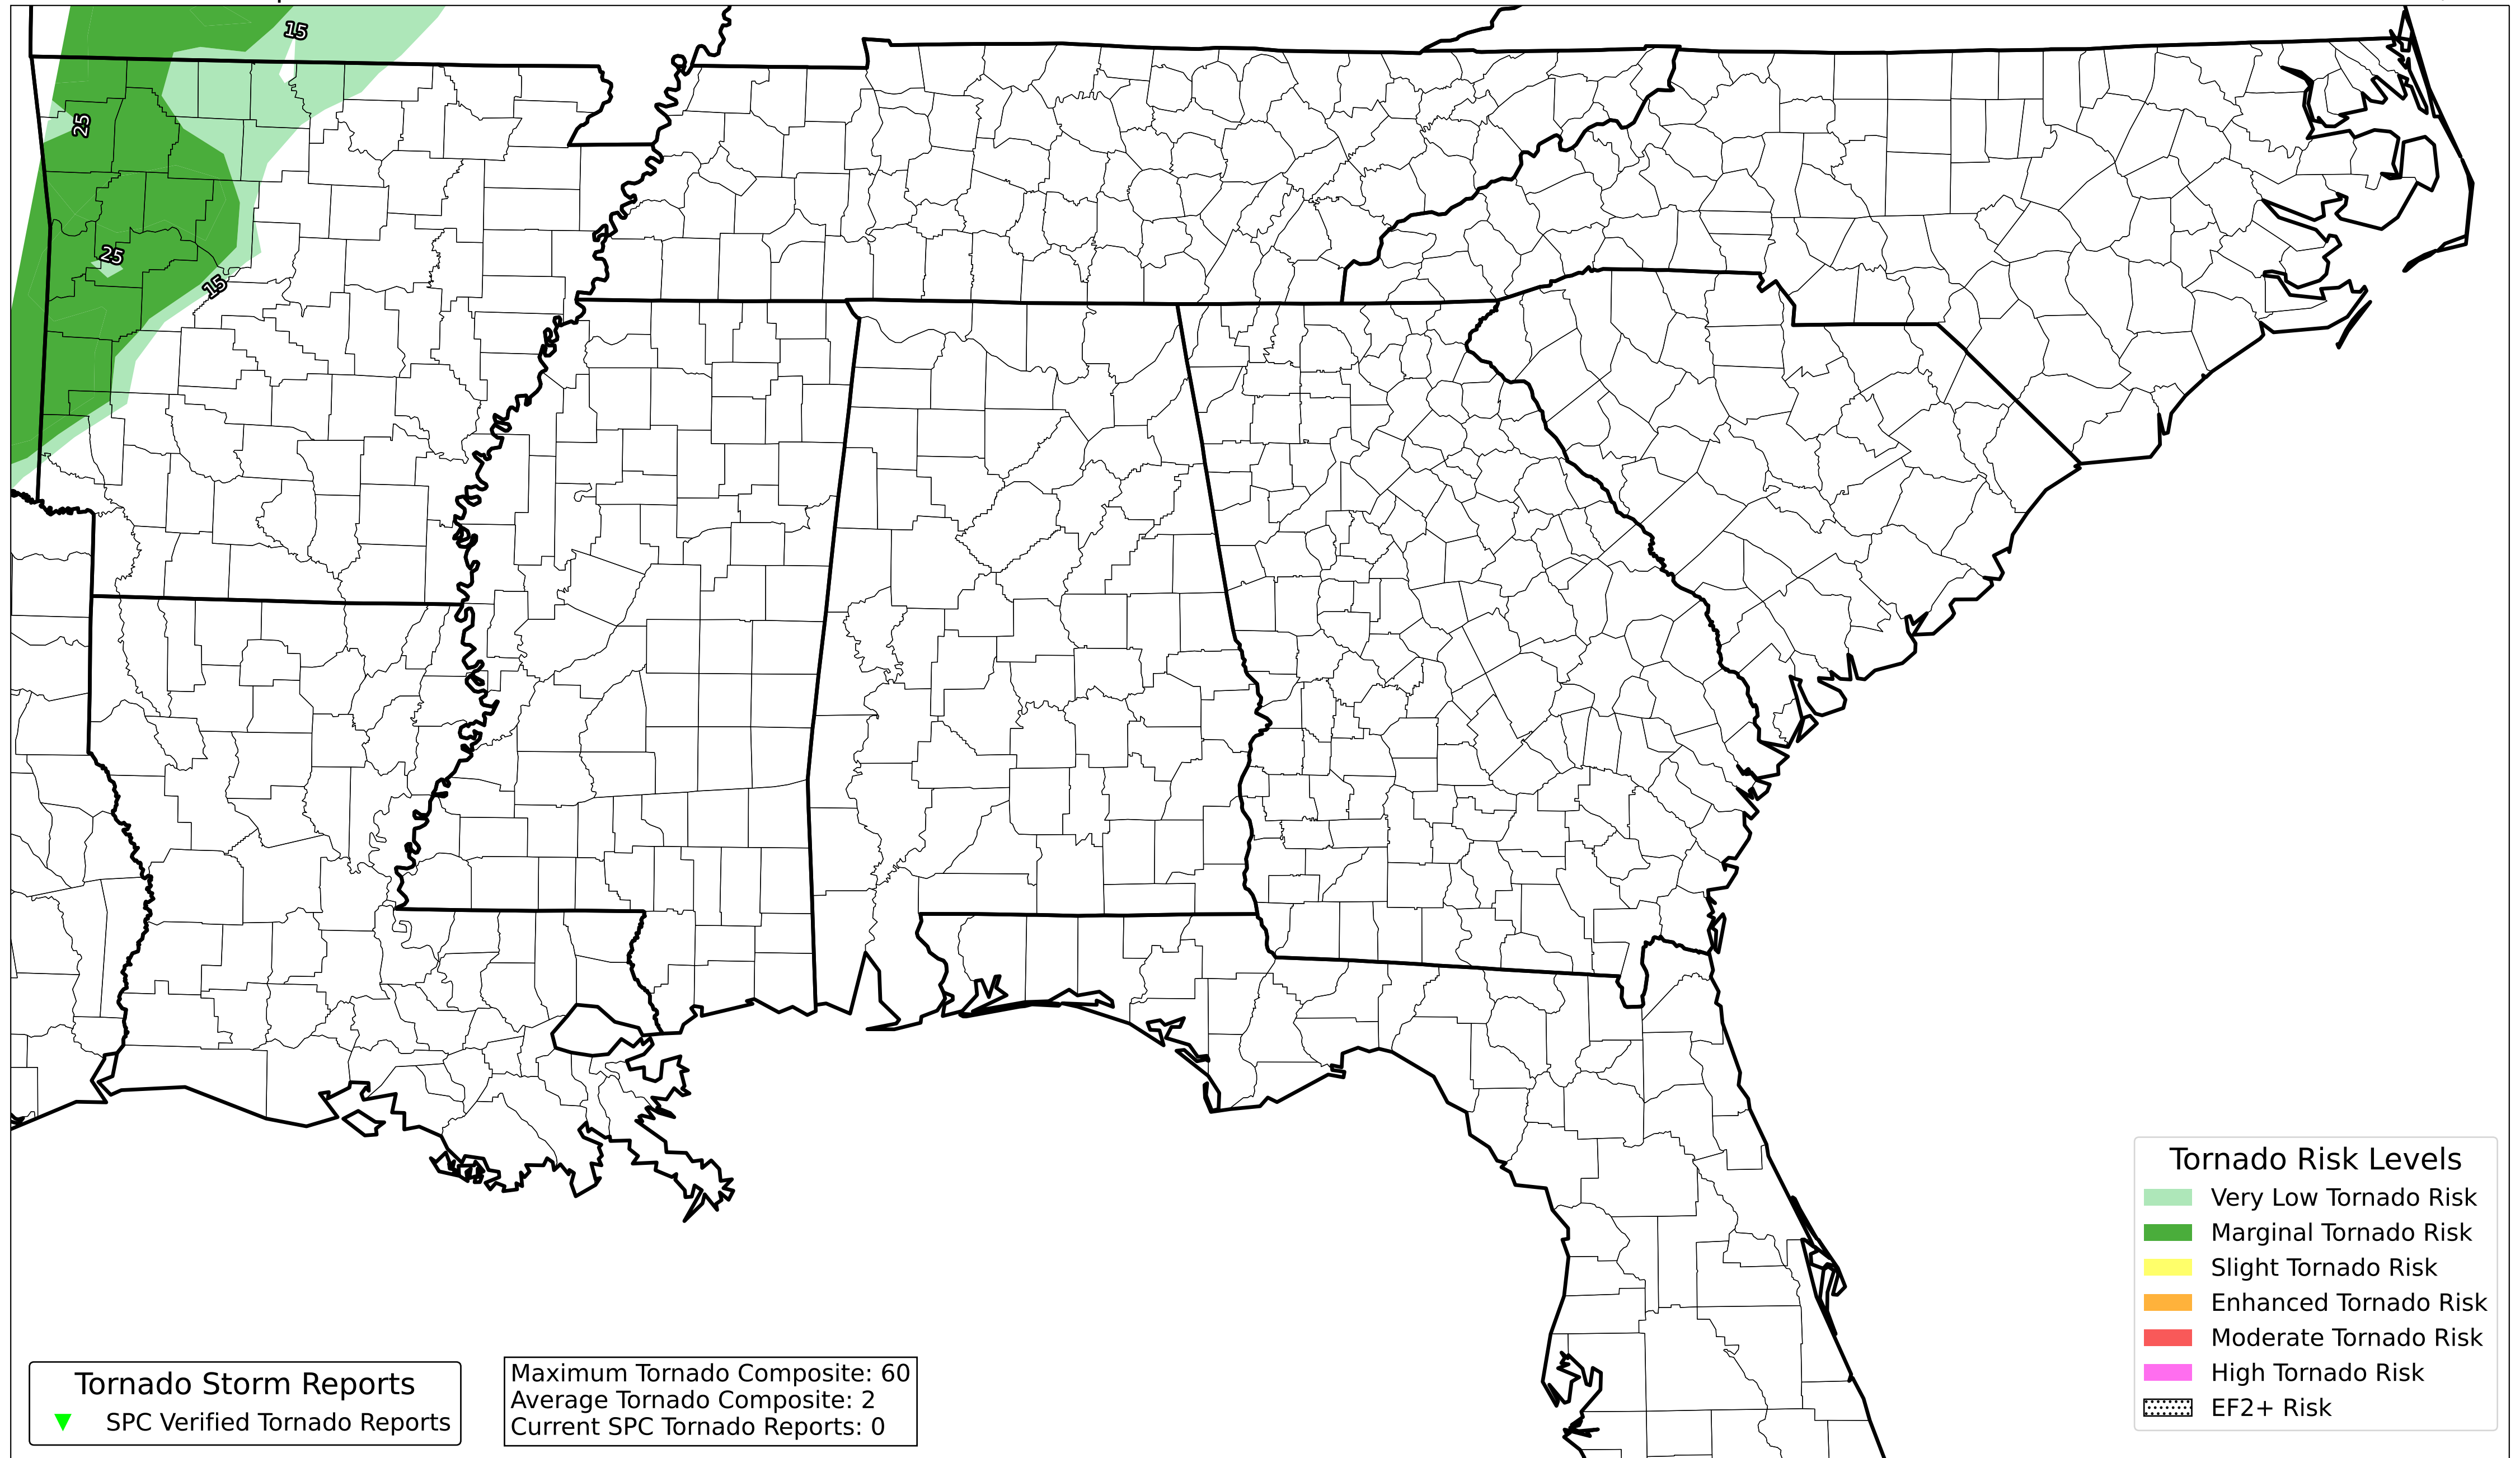 15
25
25
15
Tornado Risk Levels
Very Low Tornado Risk
Marginal Tornado Risk
Slight Tornado Risk
Enhanced Tornado Risk
Moderate Tornado Risk
High Tornado Risk
EF2+ Risk
Tornado Storm Reports
SPC Verified Tornado Reports
Maximum Tornado Composite: 60
Average Tornado Composite: 2
Current SPC Tornado Reports: 0